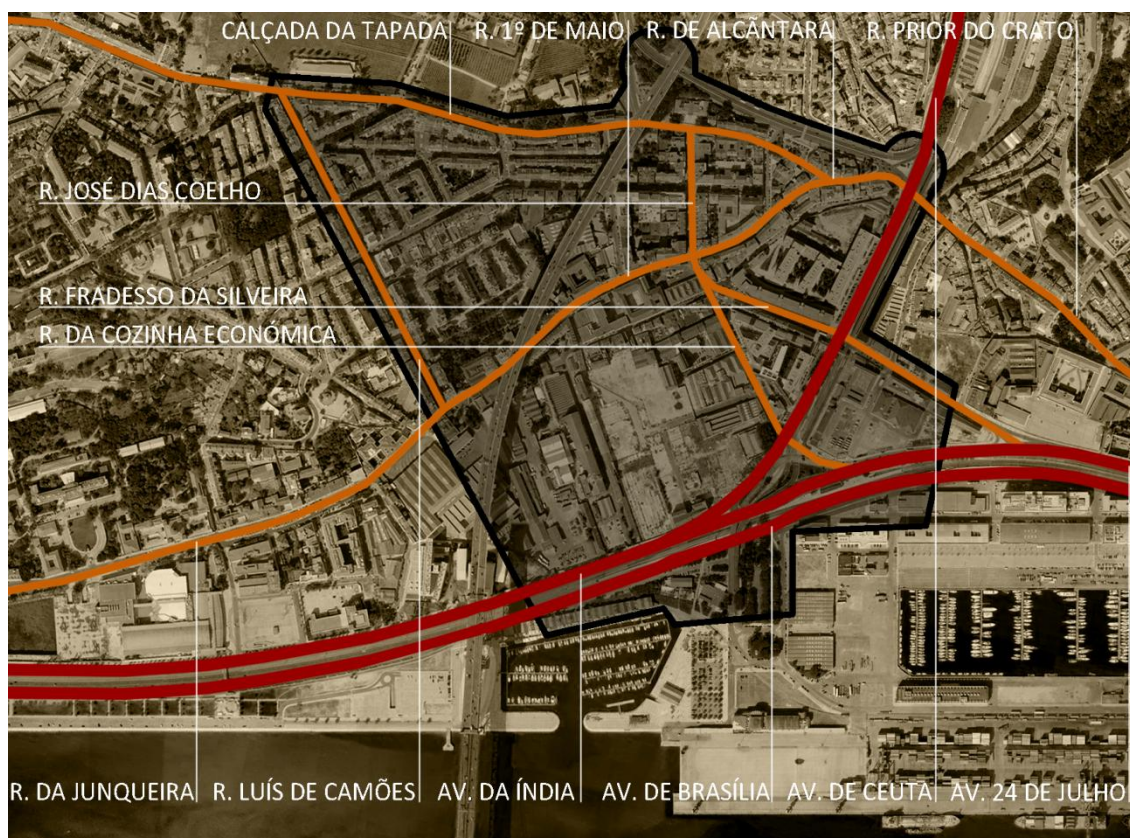 CALÇADA DA TAPADA
R. 1º DE MAIO
R. DE ALCÃNTARA
R. PRIOR DO CRATO
R. JOSÉ DIAS COELHO
R. FRADESSO DA SILVEIRA
R. DA COZINHA ECONÓMICA
R. DA JUNQUEIRA
R. LUÍS DE CAMÕES
AV. DA ÍNDIA
AV. DE BRASÍLIA
AV. DE CEUTA
AV. 24 DE JULHO